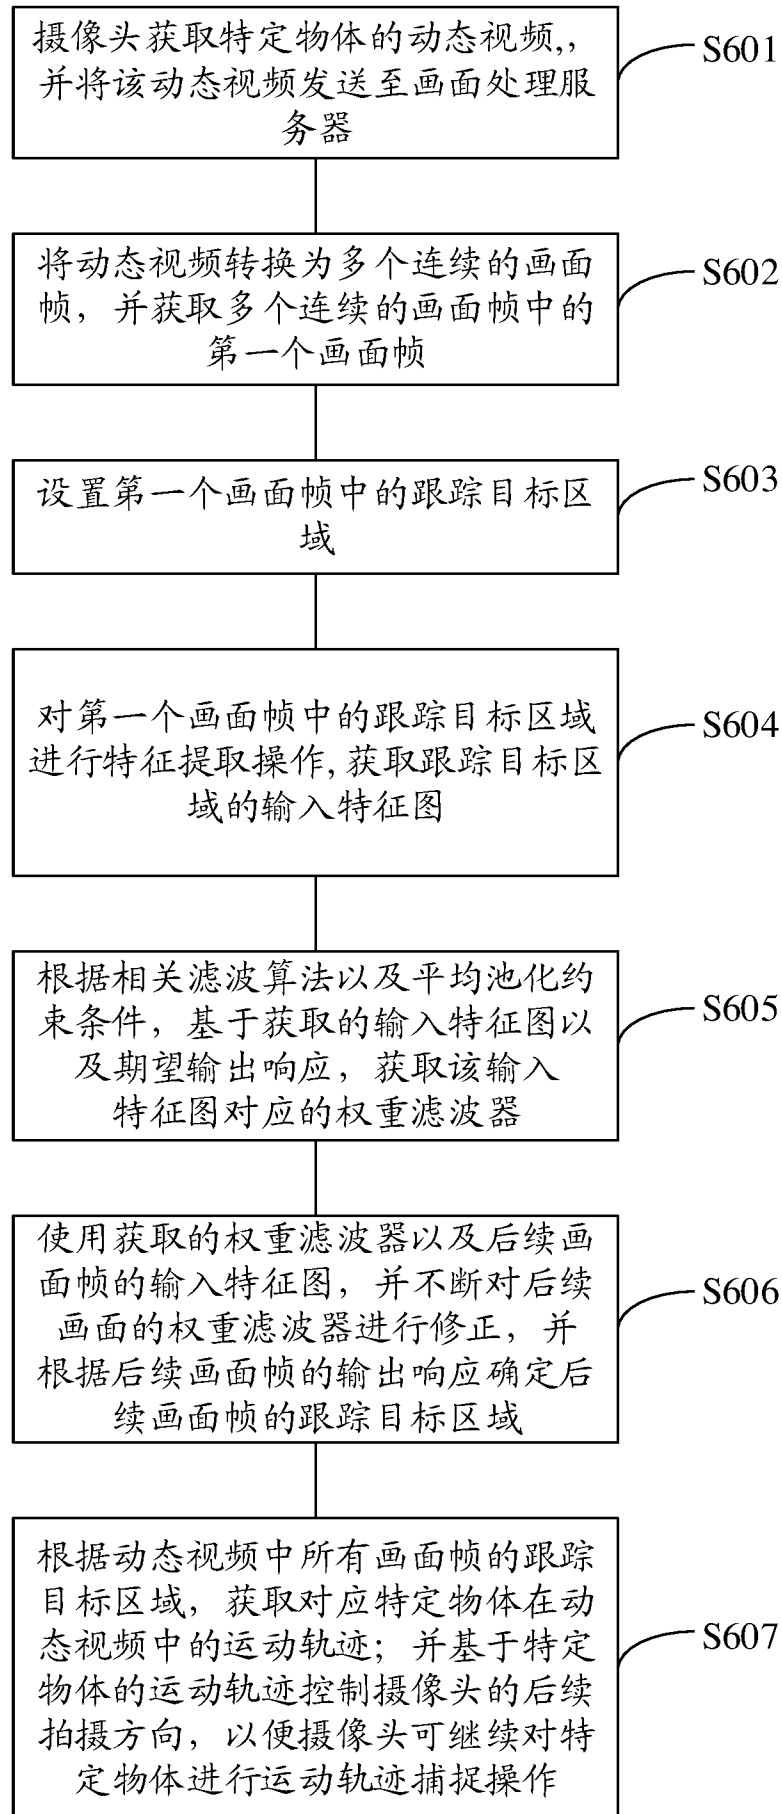 摄像头获取特定物体的动态视频,,
并将该动态视频发送至画面处理服
务器
S601
将动态视频转换为多个连续的画面
帧，并获取多个连续的画面帧中的
第一个画面帧
S602
设置第一个画面帧中的跟踪目标区
域
S603
对第一个画面帧中的跟踪目标区域
进行特征提取操作,获取跟踪目标区
域的输入特征图
S604
根据相关滤波算法以及平均池化约
束条件，基于获取的输入特征图以
及期望输出响应，获取该输入
特征图对应的权重滤波器
S605
使用获取的权重滤波器以及后续画
面帧的输入特征图，并不断对后续
画面的权重滤波器进行修正，并
根据后续画面帧的输出响应确定后
续画面帧的跟踪目标区域
S606
根据动态视频中所有画面帧的跟踪
目标区域，获取对应特定物体在动
态视频中的运动轨迹；并基于特定
物体的运动轨迹控制摄像头的后续
拍摄方向，以便摄像头可继续对特
定物体进行运动轨迹捕捉操作
S607